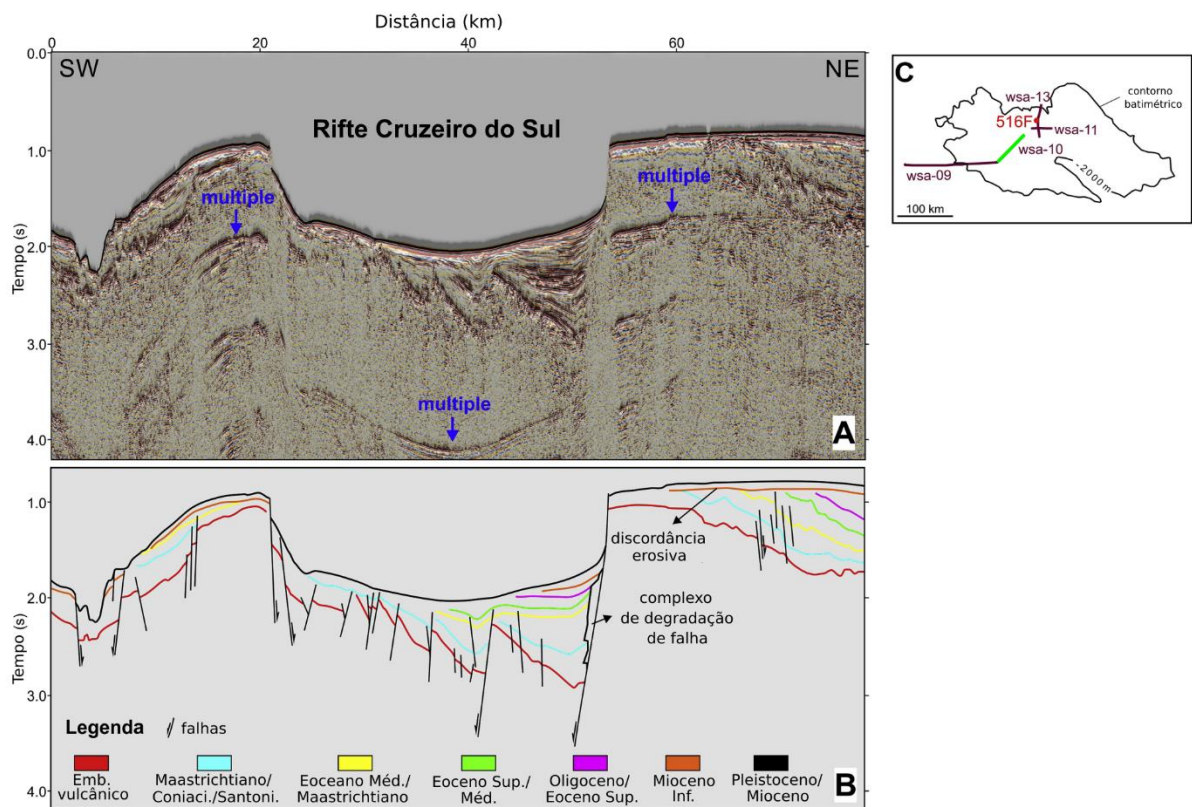 Distância (km)
0 20 40 60
0.0
SW
NE
Rifte Cruzeiro do Sul
1.0
multiple
multiple
2.0
Tempo (s)
3.0
multiple
4.0
A
C
wsa-13
contorno
batimétrico
516F
wsa-11
wsa-10
wsa-09
-2000m
100 km
1.0
discordância
erosiva
2.0
complexo
de degradação
de falha
Tempo (s)
3.0
Legenda
falhas
Emb.
vulcânico
Maastrichtiano/
Coniaci./Santoni.
Eoceano Méd./
Maastrichtiano
Eoceno Sup./
Méd.
Oligoceno/
Eoceno Sup.
Mioceno
Inf.
Pleistoceno/
Mioceno
4.0
B